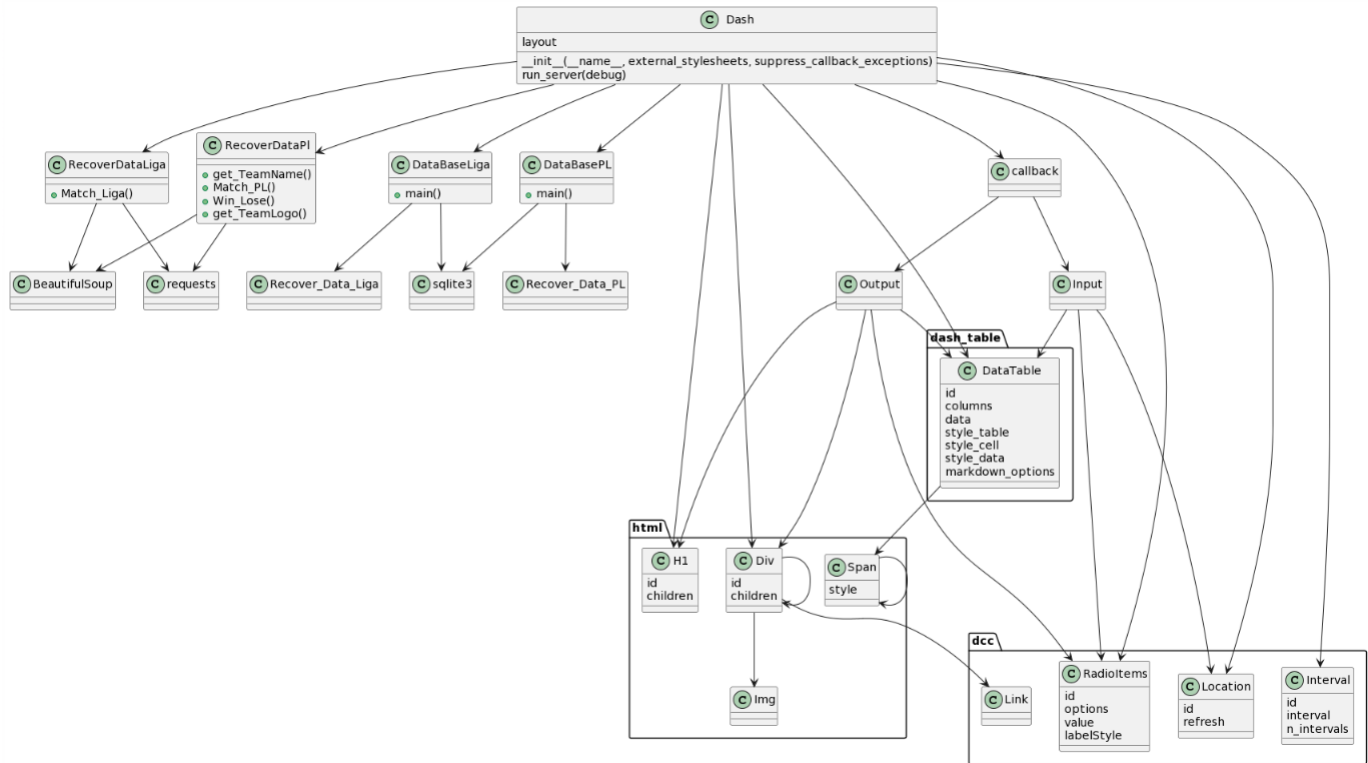 C Dash
layout
__init__(__name__, external_stylesheets, suppress_callback_exceptions)
run_server(debug)
C RecoverDataLiga
Match_Liga()
C RecoverDataPl
get_TeamName()
Match_PL()
Win_Lose()
get_TeamLogo()
C DataBaseLiga
main()
C DataBasePL
main()
C callback
C BeautifulSoup
C requests
C Recover_Data_Liga
C sqlite3
C Recover_Data_PL
C Output
C Input
dash_table
C DataTable
id
columns
data
style_table
style_cell
style_data
markdown_options
html
C H1
id
children
C Div
id
children
C Span
style
C Img
dcc
C Link
C RadioItems
id
options
value
labelStyle
C Location
id
refresh
C Interval
id
interval
n_intervals